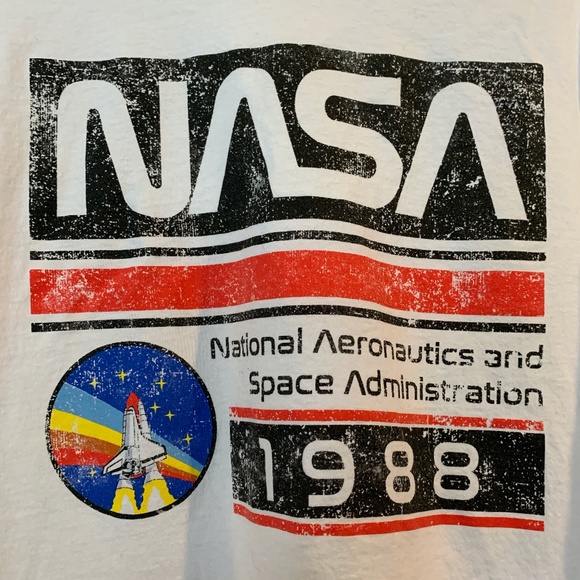 NASA
National Aeronautics and
Space Administration
1988